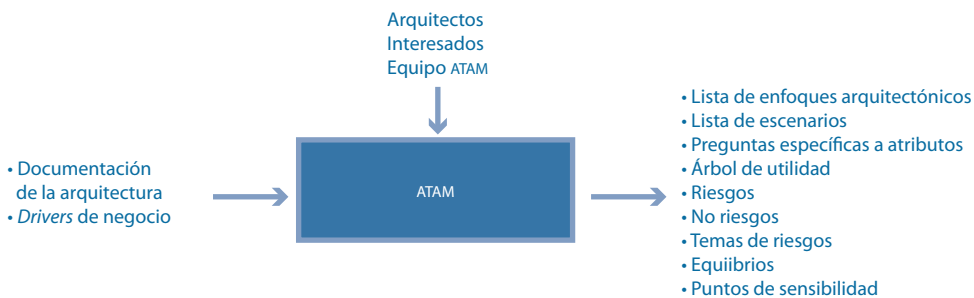 Arquitectos
Interesados
Equipo ATAM
• Documentación
de la arquitectura
• Drivers de negocio
ATAM
• Lista de enfoques arquitectónicos
• Lista de escenarios
• Preguntas específicas a atributos
• Árbol de utilidad
• Riesgos
• No riesgos
• Temas de riesgos
• Equiibrios
• Puntos de sensibilidad